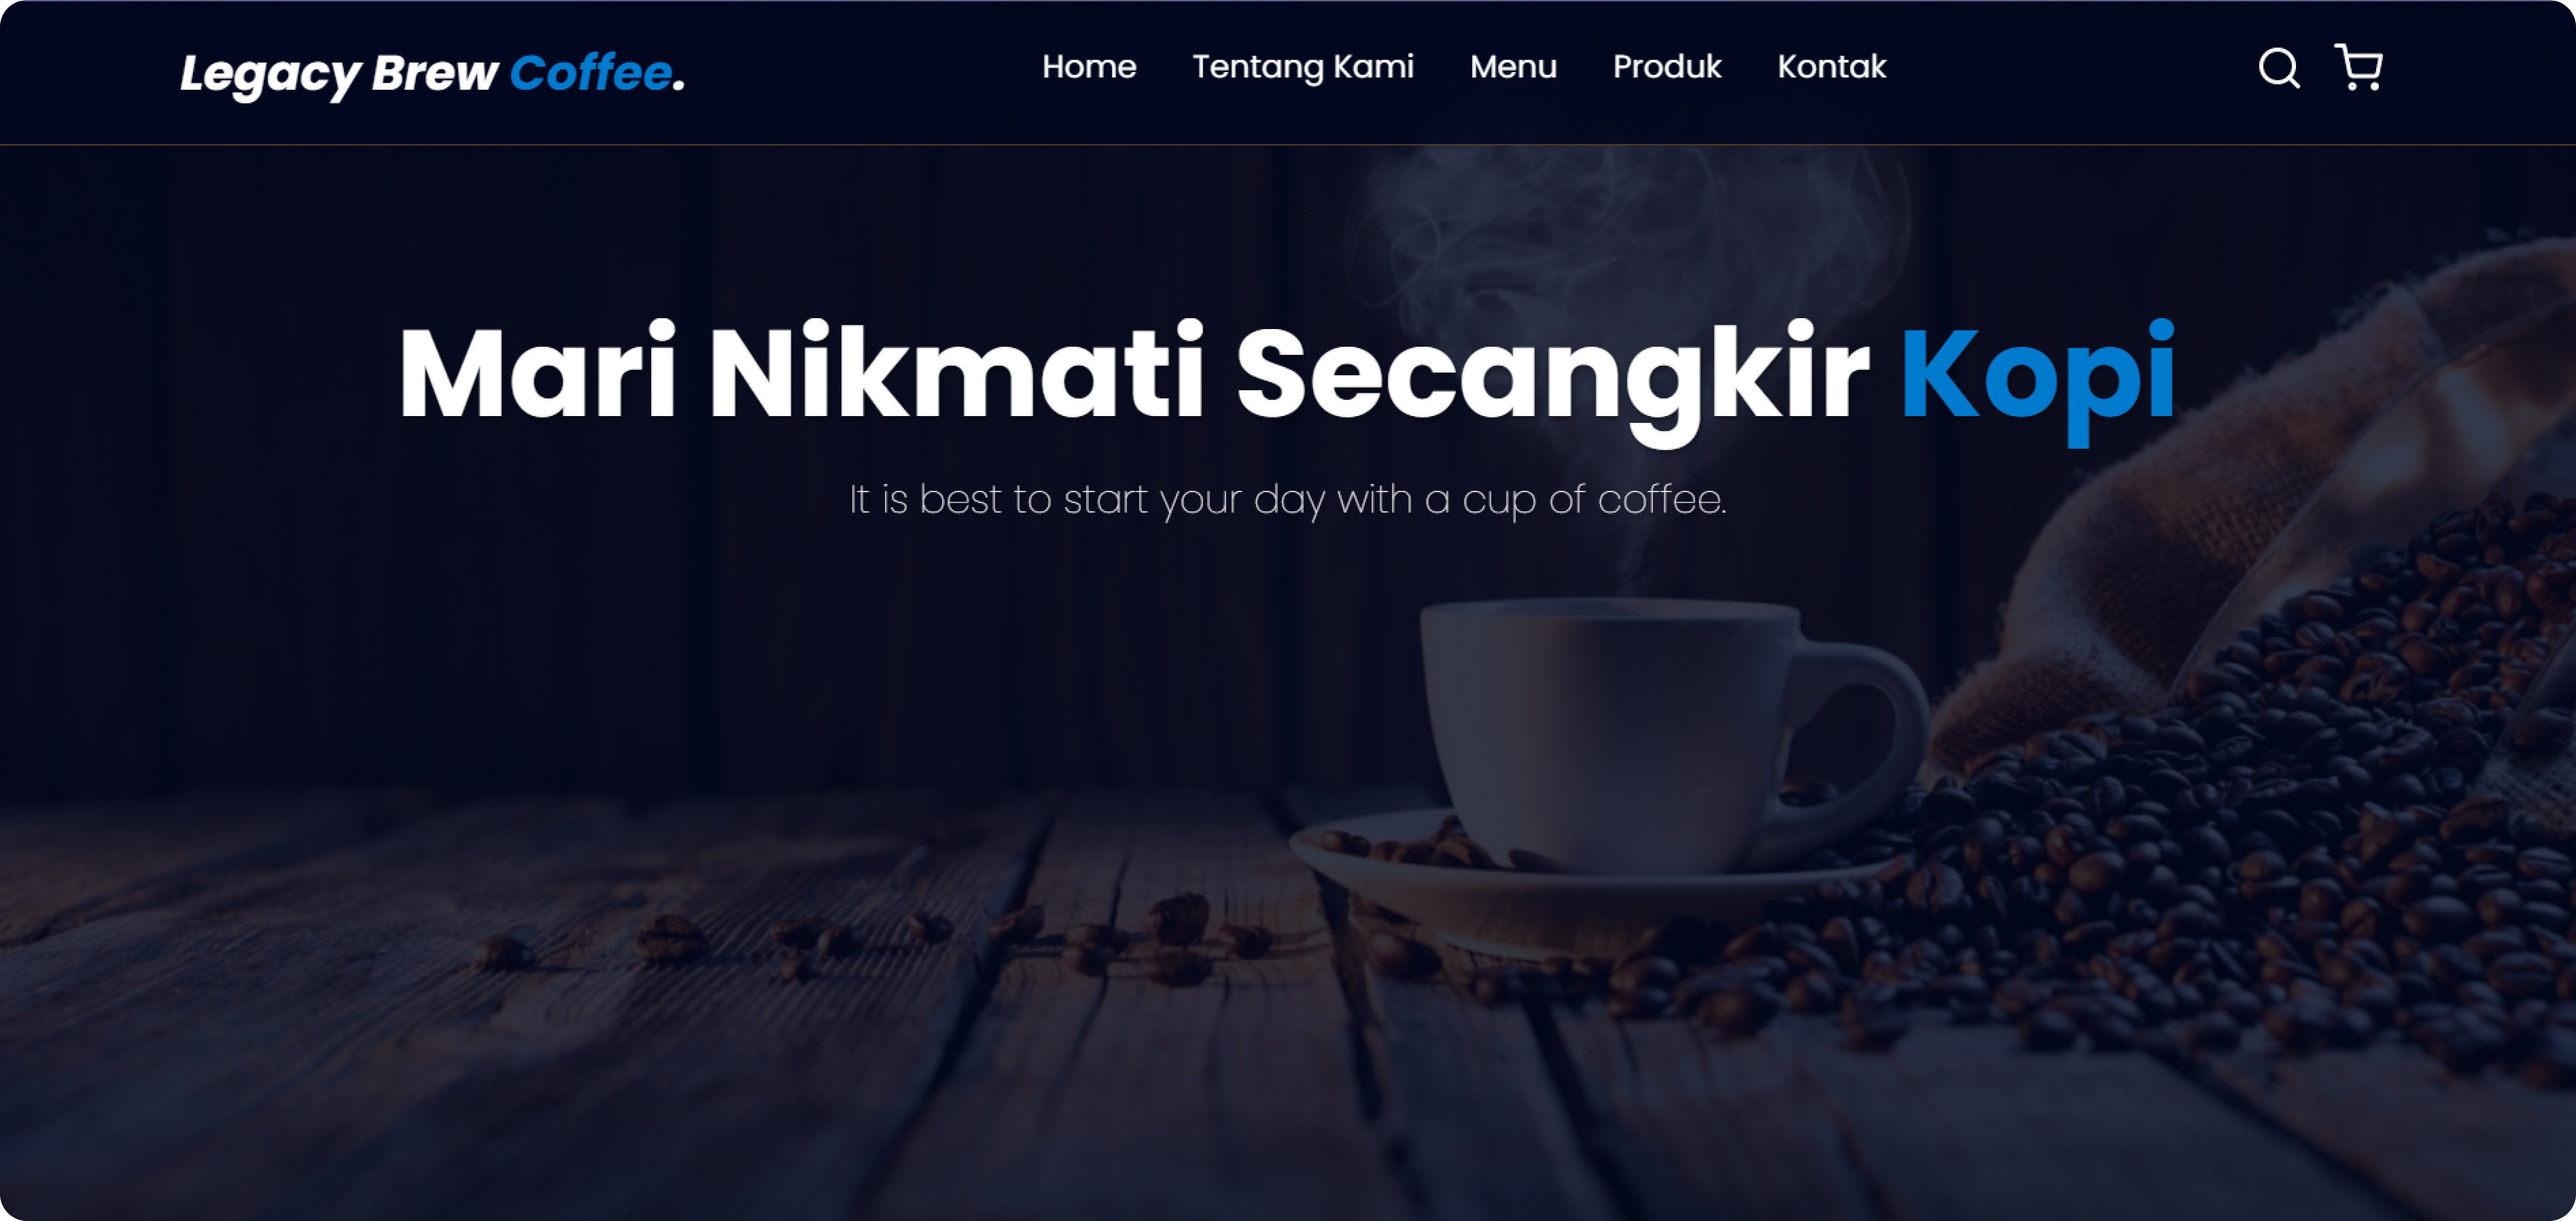 Legacy Brew Coffee.
Home Tentang Kami Menu Produk Kontak
Mari Nikmati Secangkir Kopi
It is best to start your day with a cup of coffee.